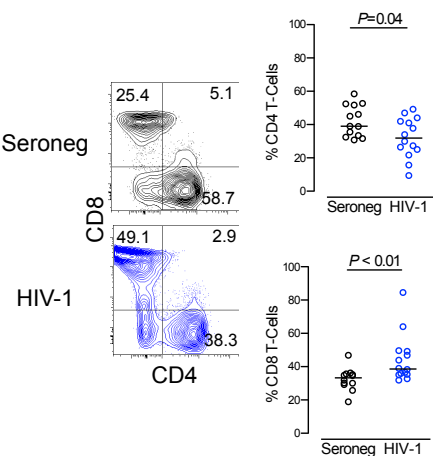 Seroneg
CD8
25.4 5.1
58.7
HIV-1
49.1 2.9
38.3
CD4
P=0.04
% CD4 T-Cells
100
80
60
40
20
0
Seroneg HIV-1
P < 0.01
% CD8 T-Cells
100
80
60
40
20
0
Seroneg HIV-1